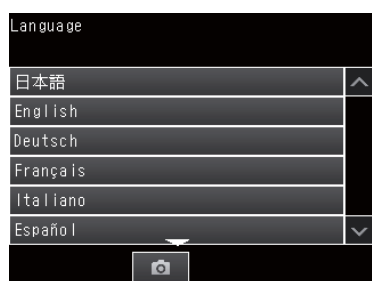 Language
日本語
English
Deutsch
Français
Italiano
Español